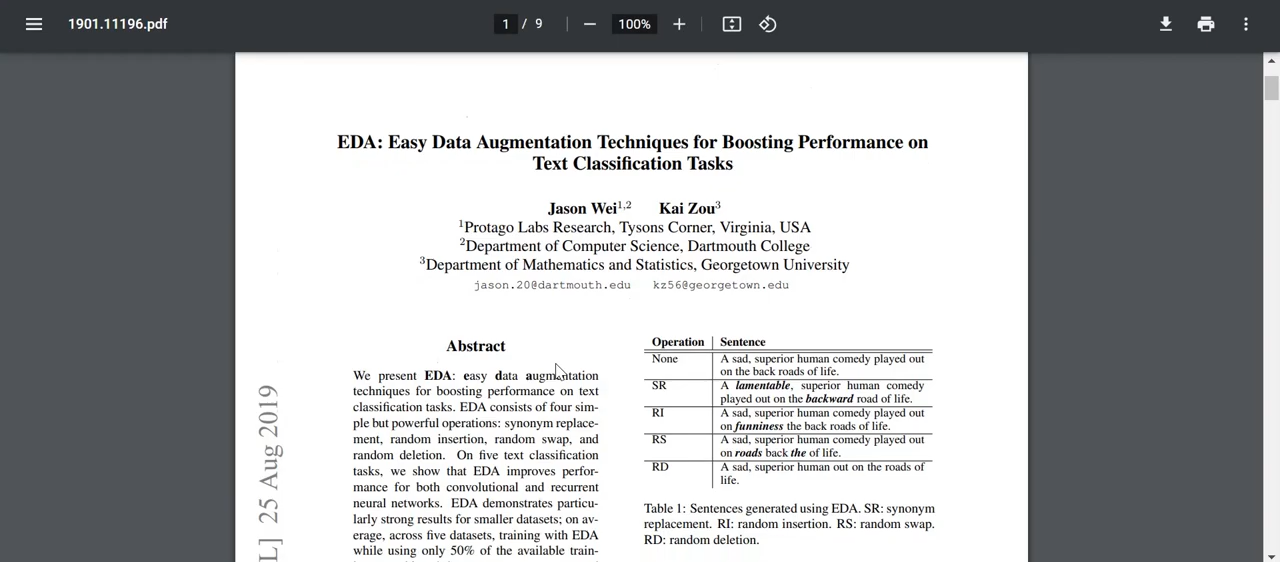 1901.11196.pdf
1 / 9
100%
EDA: Easy Data Augmentation Techniques for Boosting Performance on
Text Classification Tasks
Jason Wei1,2 Kai Zou3
1Protago Labs Research, Tysons Corner, Virginia, USA
2Department of Computer Science, Dartmouth College
3Department of Mathematics and Statistics, Georgetown University
jason.20@dartmouth.edu kz56@georgetown.edu
Abstract
We present EDA: easy data augmentation
techniques for boosting performance on text
classification tasks. EDA consists of four sim-
ple but powerful operations: synonym replace-
ment, random insertion, random swap, and
random deletion. On five text classification
tasks, we show that EDA improves perfor-
mance for both convolutional and recurrent
neural networks. EDA demonstrates particu-
larly strong results for smaller datasets; on av-
erage, across five datasets, training with EDA
while using only 50% of the available train-
Operation Sentence
None A sad, superior human comedy played out
on the back roads of life.
SR A lamentable, superior human comedy
played out on the backward road of life.
RI A sad, superior human comedy played out
on funniness the back roads of life.
RS A sad, superior human comedy played out
on roads back the of life.
RD A sad, superior human out on the roads of
life.
Table 1: Sentences generated using EDA. SR: synonym
replacement. RI: random insertion. RS: random swap.
RD: random deletion.
L] 25 Aug 2019